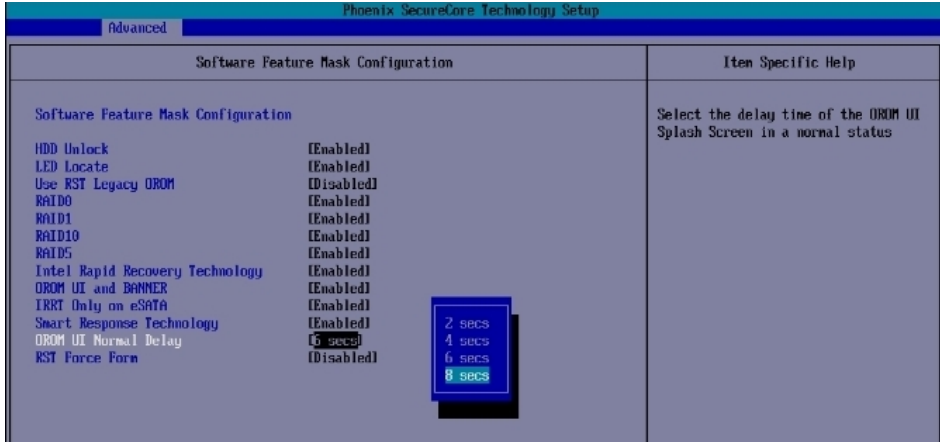 Phoenix SecureCore Technology Setup
Advanced
Software Feature Mask Configuration
Item Specific Help
Software Feature Mask Configuration
Select the delay time of the OROM UI
Splash Screen in a normal status
HDD Unlock [Enabled]
LED Locate [Enabled]
Use RST Legacy OROM [Disabled]
RAID0 [Enabled]
RAID1 [Enabled]
RAID10 [Enabled]
RAID5 [Enabled]
Intel Rapid Recovery Technology [Enabled]
OROM UI and BANNER [Enabled]
IRRT Only on eSATA [Enabled]
Smart Response Technology [Enabled]
OROM UI Normal Delay [6 secs]
RST Force Form [Disabled]
2 secs
4 secs
6 secs
8 secs